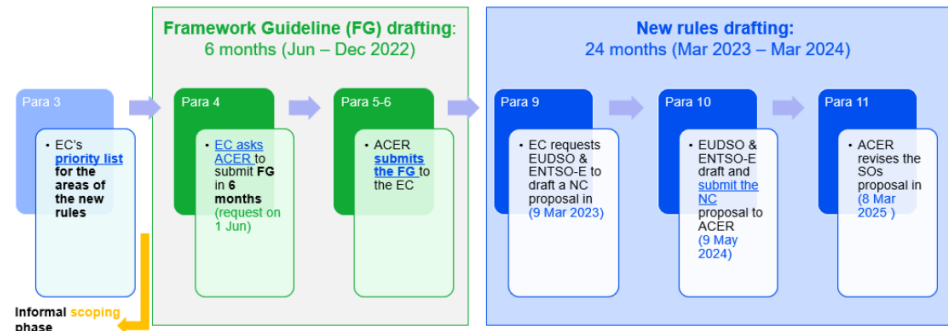 Framework Guideline (FG) drafting:
6 months (Jun – Dec 2022)
New rules drafting:
24 months (Mar 2023 – Mar 2024)
Para 3
• EC's
priority list
for the
areas of
the new
rules
Para 4
• EC asks
ACER to
submit FG
in 6
months
(request on
1 Jun)
Para 5-6
• ACER
submits
the FG to
the EC
Para 9
• EC requests
EUDSO &
ENTSO-E to
draft a NC
proposal in
(9 Mar 2023)
Para 10
• EUDSO &
ENTSO-E
draft and
submit the
NC
proposal to
ACER
(9 May
2024)
Para 11
• ACER
revises the
SOs
proposal in
(8 Mar
2025 )
Informal scoping
phase